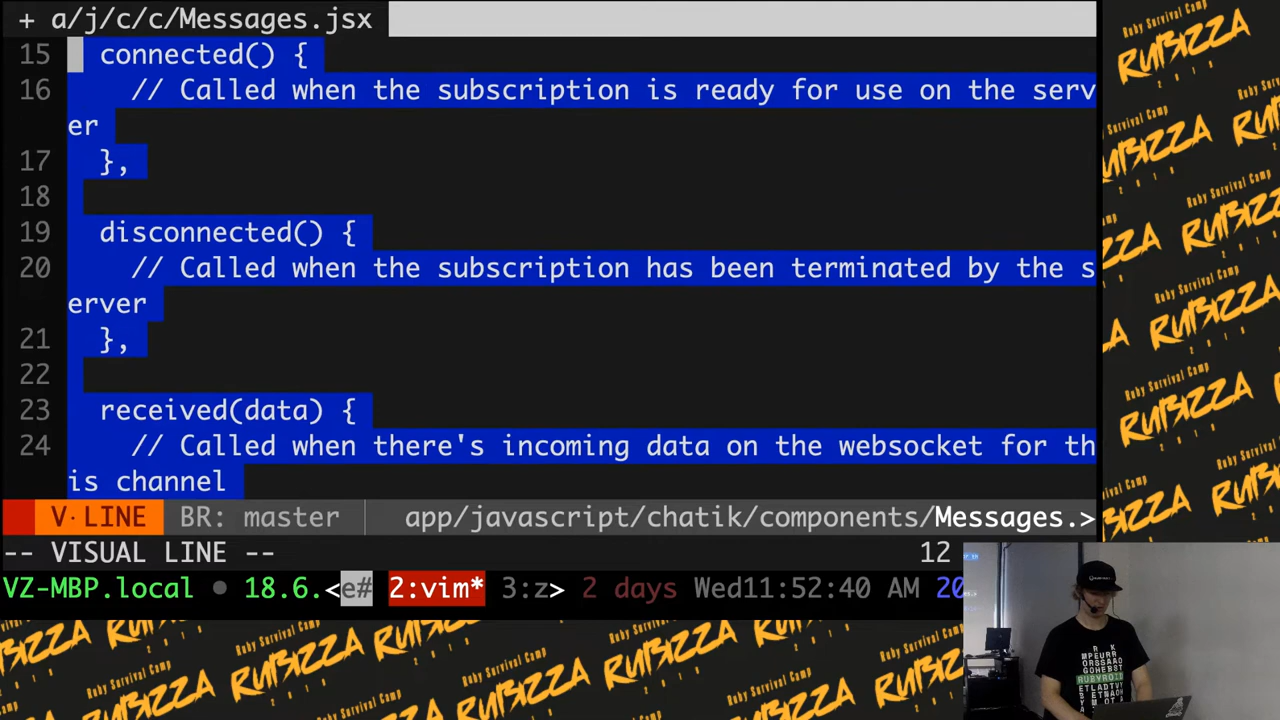 + a/j/c/c/Messages.jsx
15 connected() {
16 // Called when the subscription is ready for use on the serv
er
17 },
18
19 disconnected() {
20 // Called when the subscription has been terminated by the s
erver
21 },
22
23 received(data) {
24 // Called when there's incoming data on the websocket for th
is channel
V·LINE BR: master app/javascript/chatik/components/Messages.>
-- VISUAL LINE -- 12
VZ-MBP.local ● 18.6.<e# 2:vim* 3:z> 2 days Wed11:52:40 AM 20
Ruby Survival Camp
RUBIZZA
2018